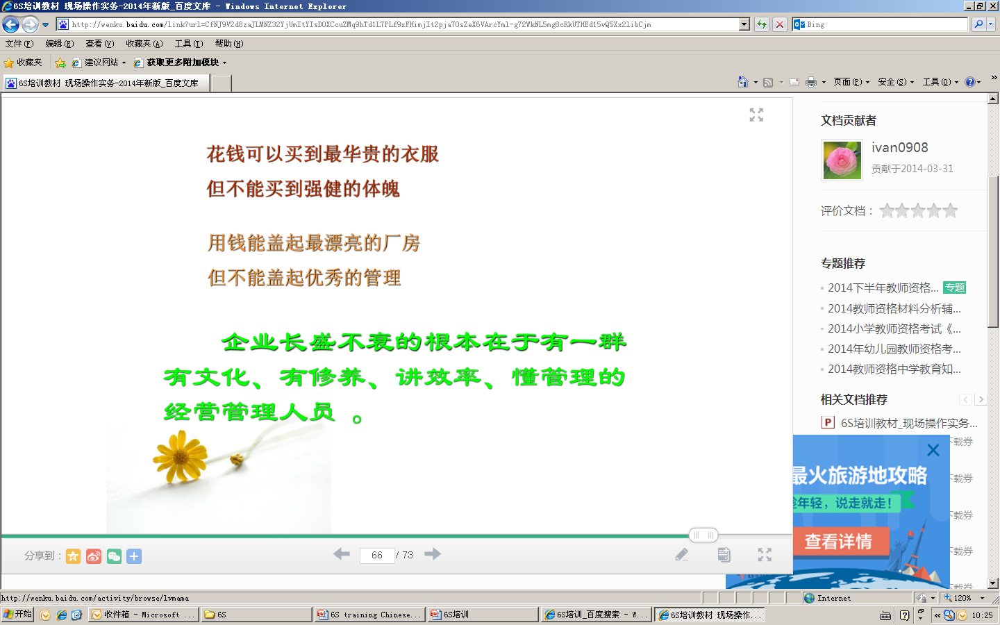 6S培训教材 现场操作实务-2014年新版_百度文库 - Windows Internet Explorer
http://wenku.baidu.com/link?url=CfNJ9V2d8zaJLMNZ32YjUmItYIsDOXCcuZMq9hTd1L7PLf9xFHimjIt2pja7OsZeX6VArcYml-g72WkNL5mg8cRkUTHEd15vQ5Xx2libCjm
Bing
文件(F) 编辑(E) 查看(V) 收藏夹(A) 工具(T) 帮助(H)
收藏夹 建议网站 获取更多附加模块
6S培训教材 现场操作实务-2014年新版_百度文库
页面(P) 安全(S) 工具(O)
花钱可以买到最华贵的衣服
但不能买到强健的体魄
用钱能盖起最漂亮的厂房
但不能盖起优秀的管理
企业长盛不衰的根本在于有一群
有文化、有修养、讲效率、懂管理的
经营管理人员 。
分享到：
66 / 73
文档贡献者
ivan0908
贡献于2014-03-31
评价文档：
专题推荐
2014下半年教师资格... 专题
2014教师资格材料分析辅...
2014小学教师资格考试《...
2014年幼儿园教师资格考...
2014教师资格中学教育知...
相关文档推荐
6S培训教材_现场操作实务...
下载券
最火旅游地攻略
下载券
年轻，说走就走！
下载券
查看详情
下载券
下载券
http://wenku.baidu.com/activity/browse/lvmama
Internet
120%
开始
收件箱 - Microsoft ...
6S
6S training Chinese...
6S培训
6S培训_百度搜索 - W...
6S培训教材 现场操作...
10:25